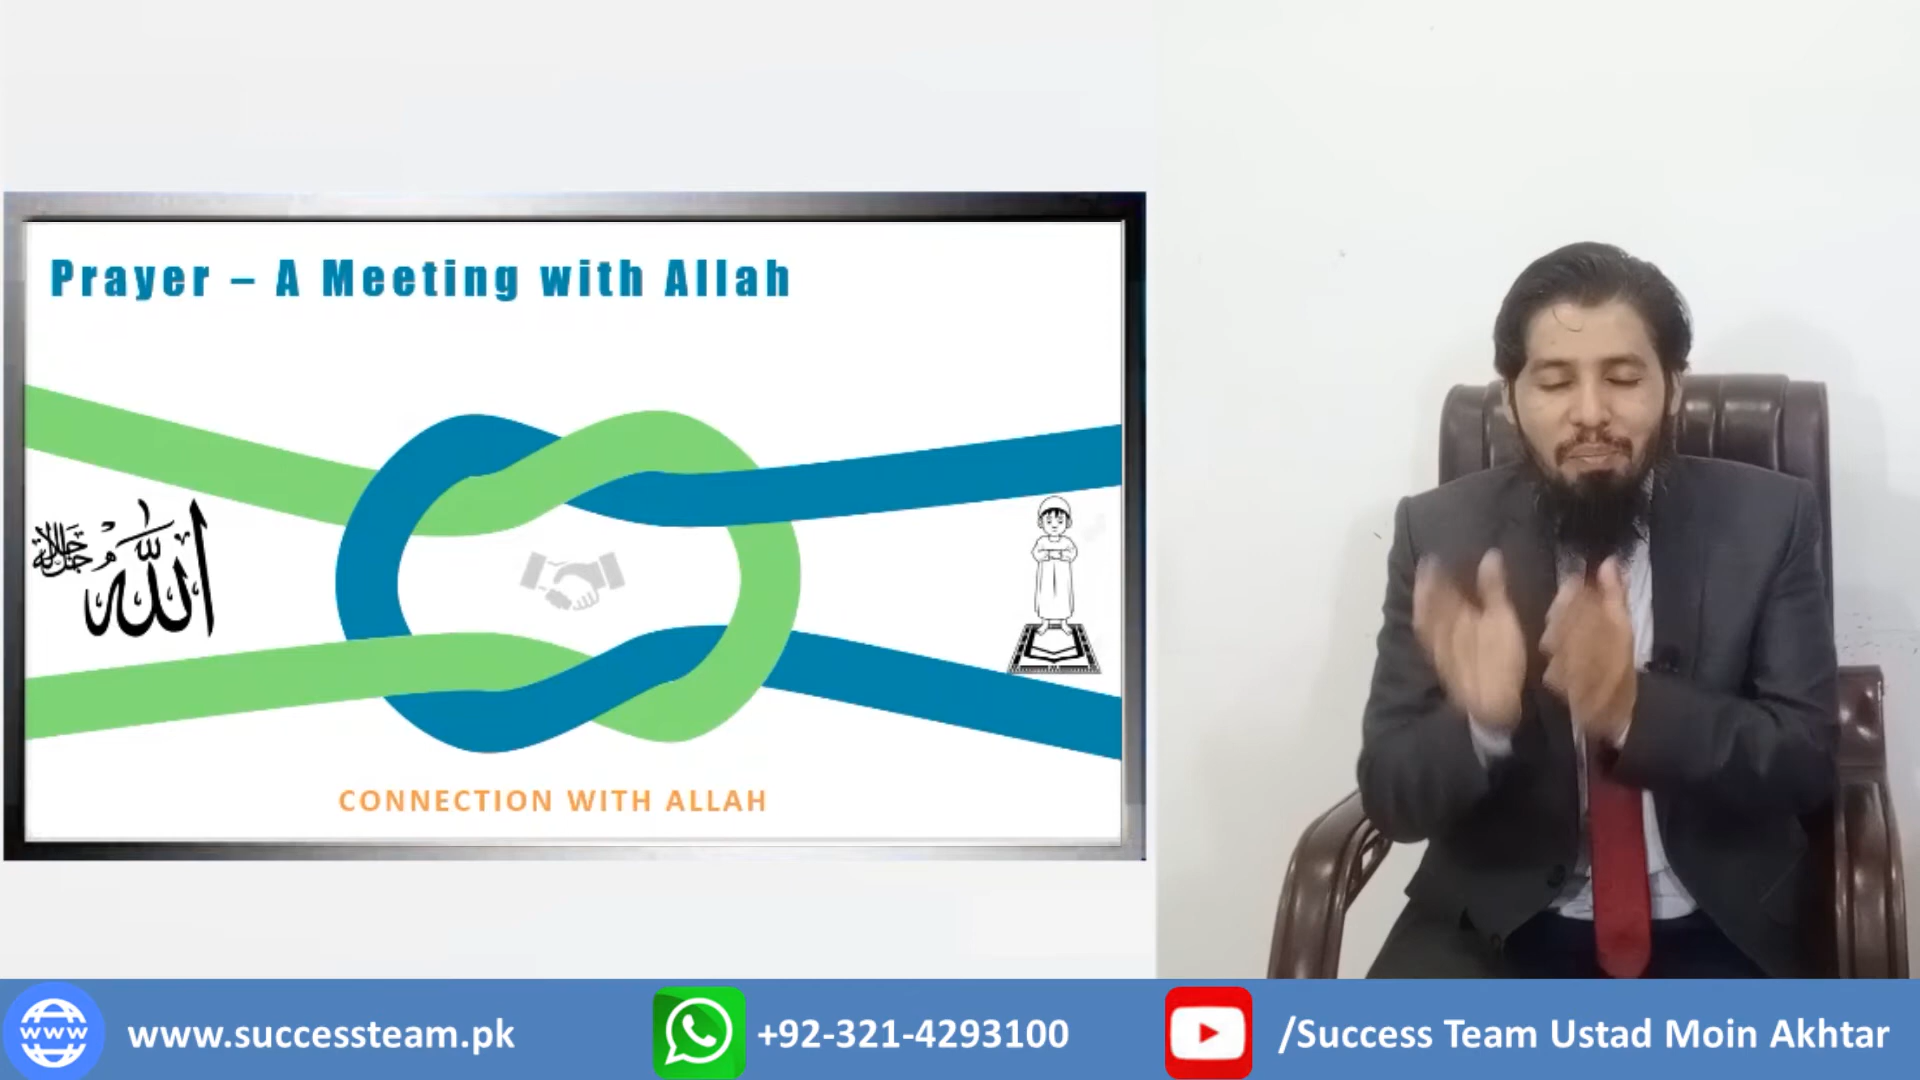 Prayer – A Meeting with Allah
الله جل جلاله
CONNECTION WITH ALLAH
www
www.successteam.pk
+92-321-4293100
/Success Team Ustad Moin Akhtar